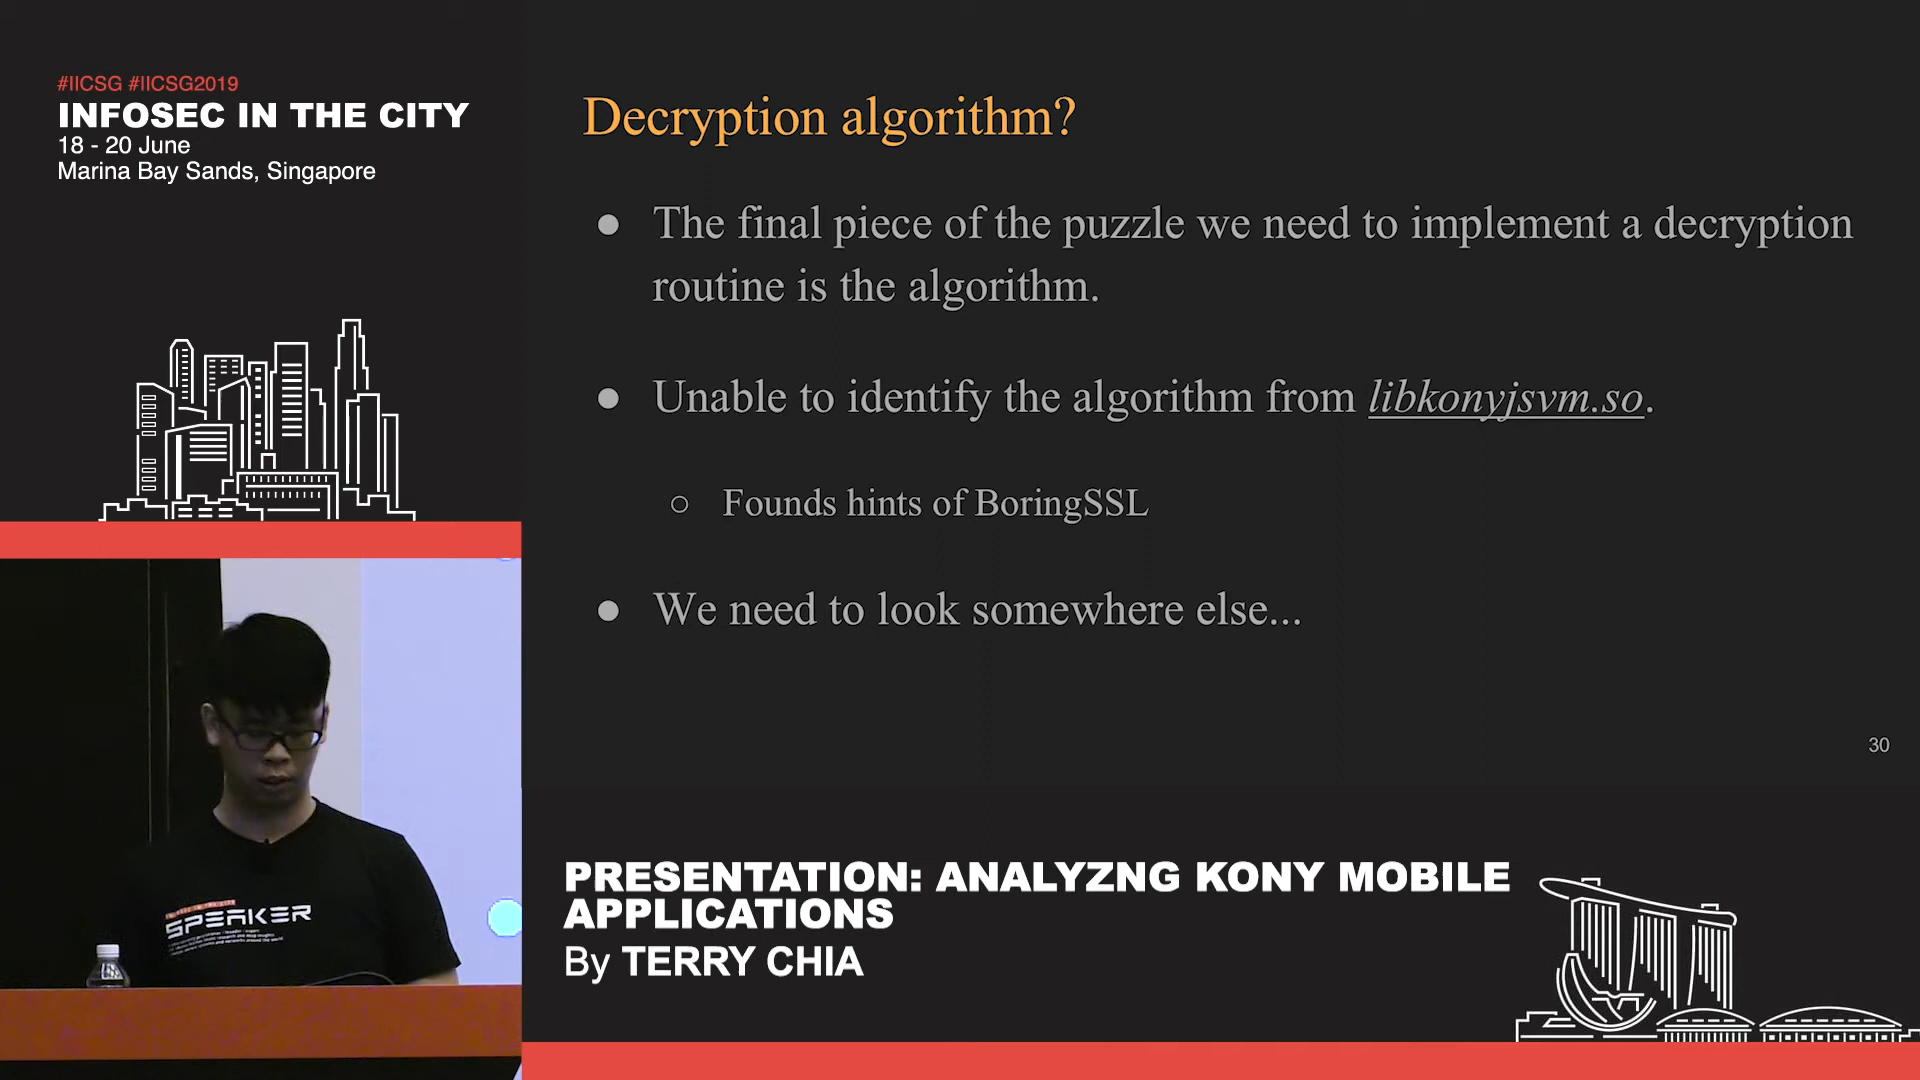 #IICSG #IICSG2019
INFOSEC IN THE CITY
18 - 20 June
Marina Bay Sands, Singapore
Decryption algorithm?
● The final piece of the puzzle we need to implement a decryption
routine is the algorithm.
● Unable to identify the algorithm from libkonyjsvm.so.
○ Founds hints of BoringSSL
● We need to look somewhere else...
30
SPEAKER
PRESENTATION: ANALYZNG KONY MOBILE
APPLICATIONS
By TERRY CHIA